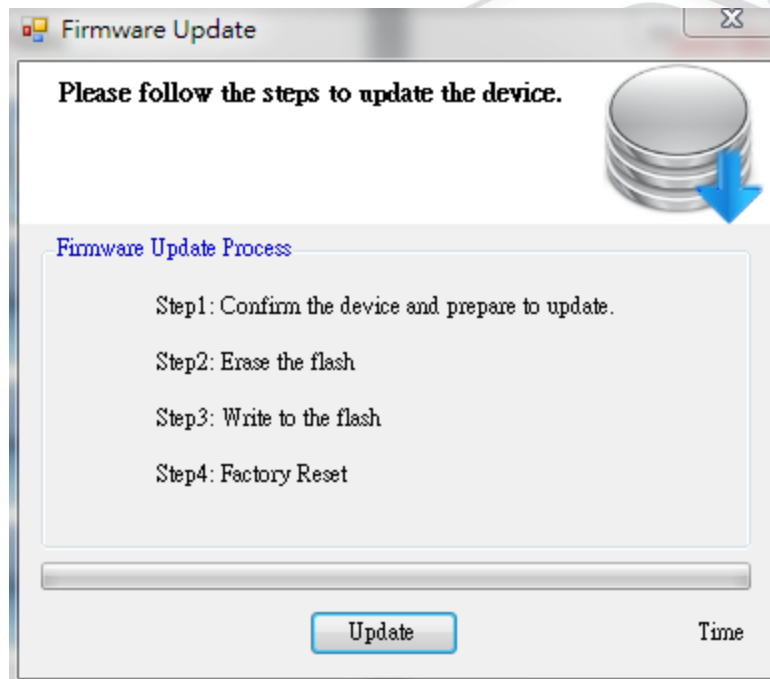 Firmware Update
Please follow the steps to update the device.
Firmware Update Process
Step1: Confirm the device and prepare to update.
Step2: Erase the flash
Step3: Write to the flash
Step4: Factory Reset
Update
Time